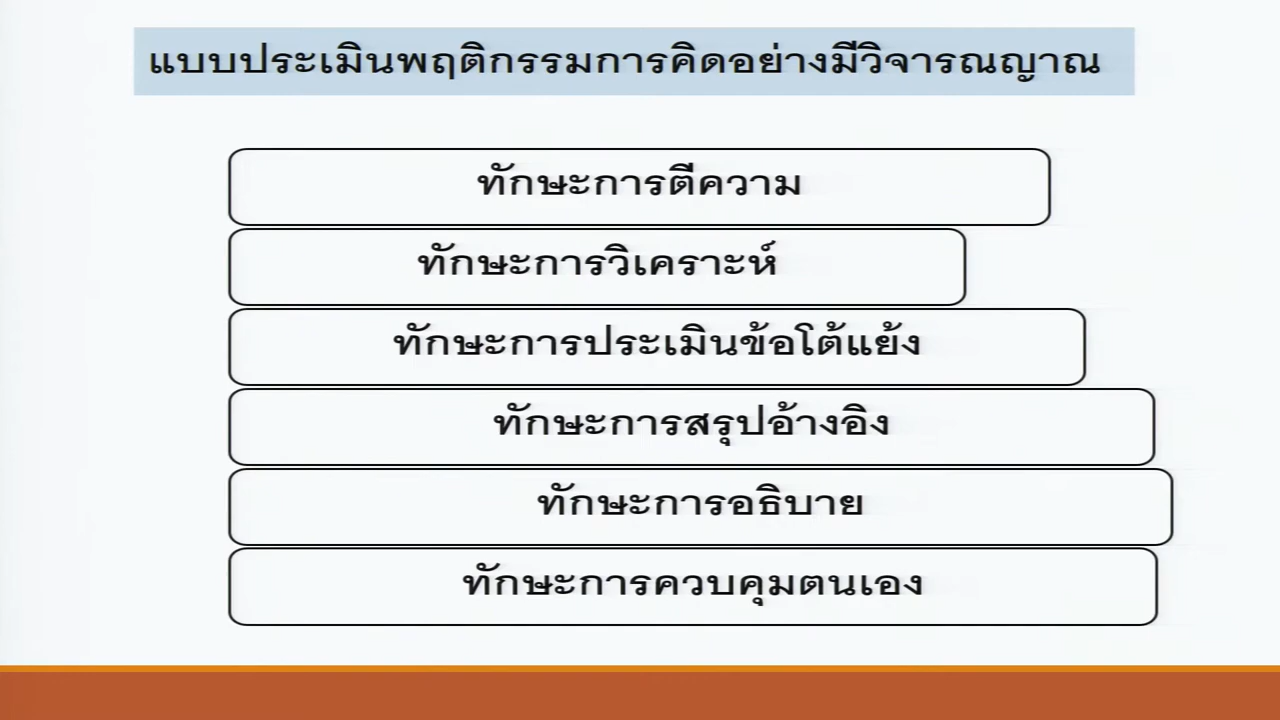 แบบประเมินพฤติกรรมการคิดอย่างมีวิจารณญาณ
ทักษะการตีความ
ทักษะการวิเคราะห์
ทักษะการประเมินข้อโต้แย้ง
ทักษะการสรุปอ้างอิง
ทักษะการอธิบาย
ทักษะการควบคุมตนเอง